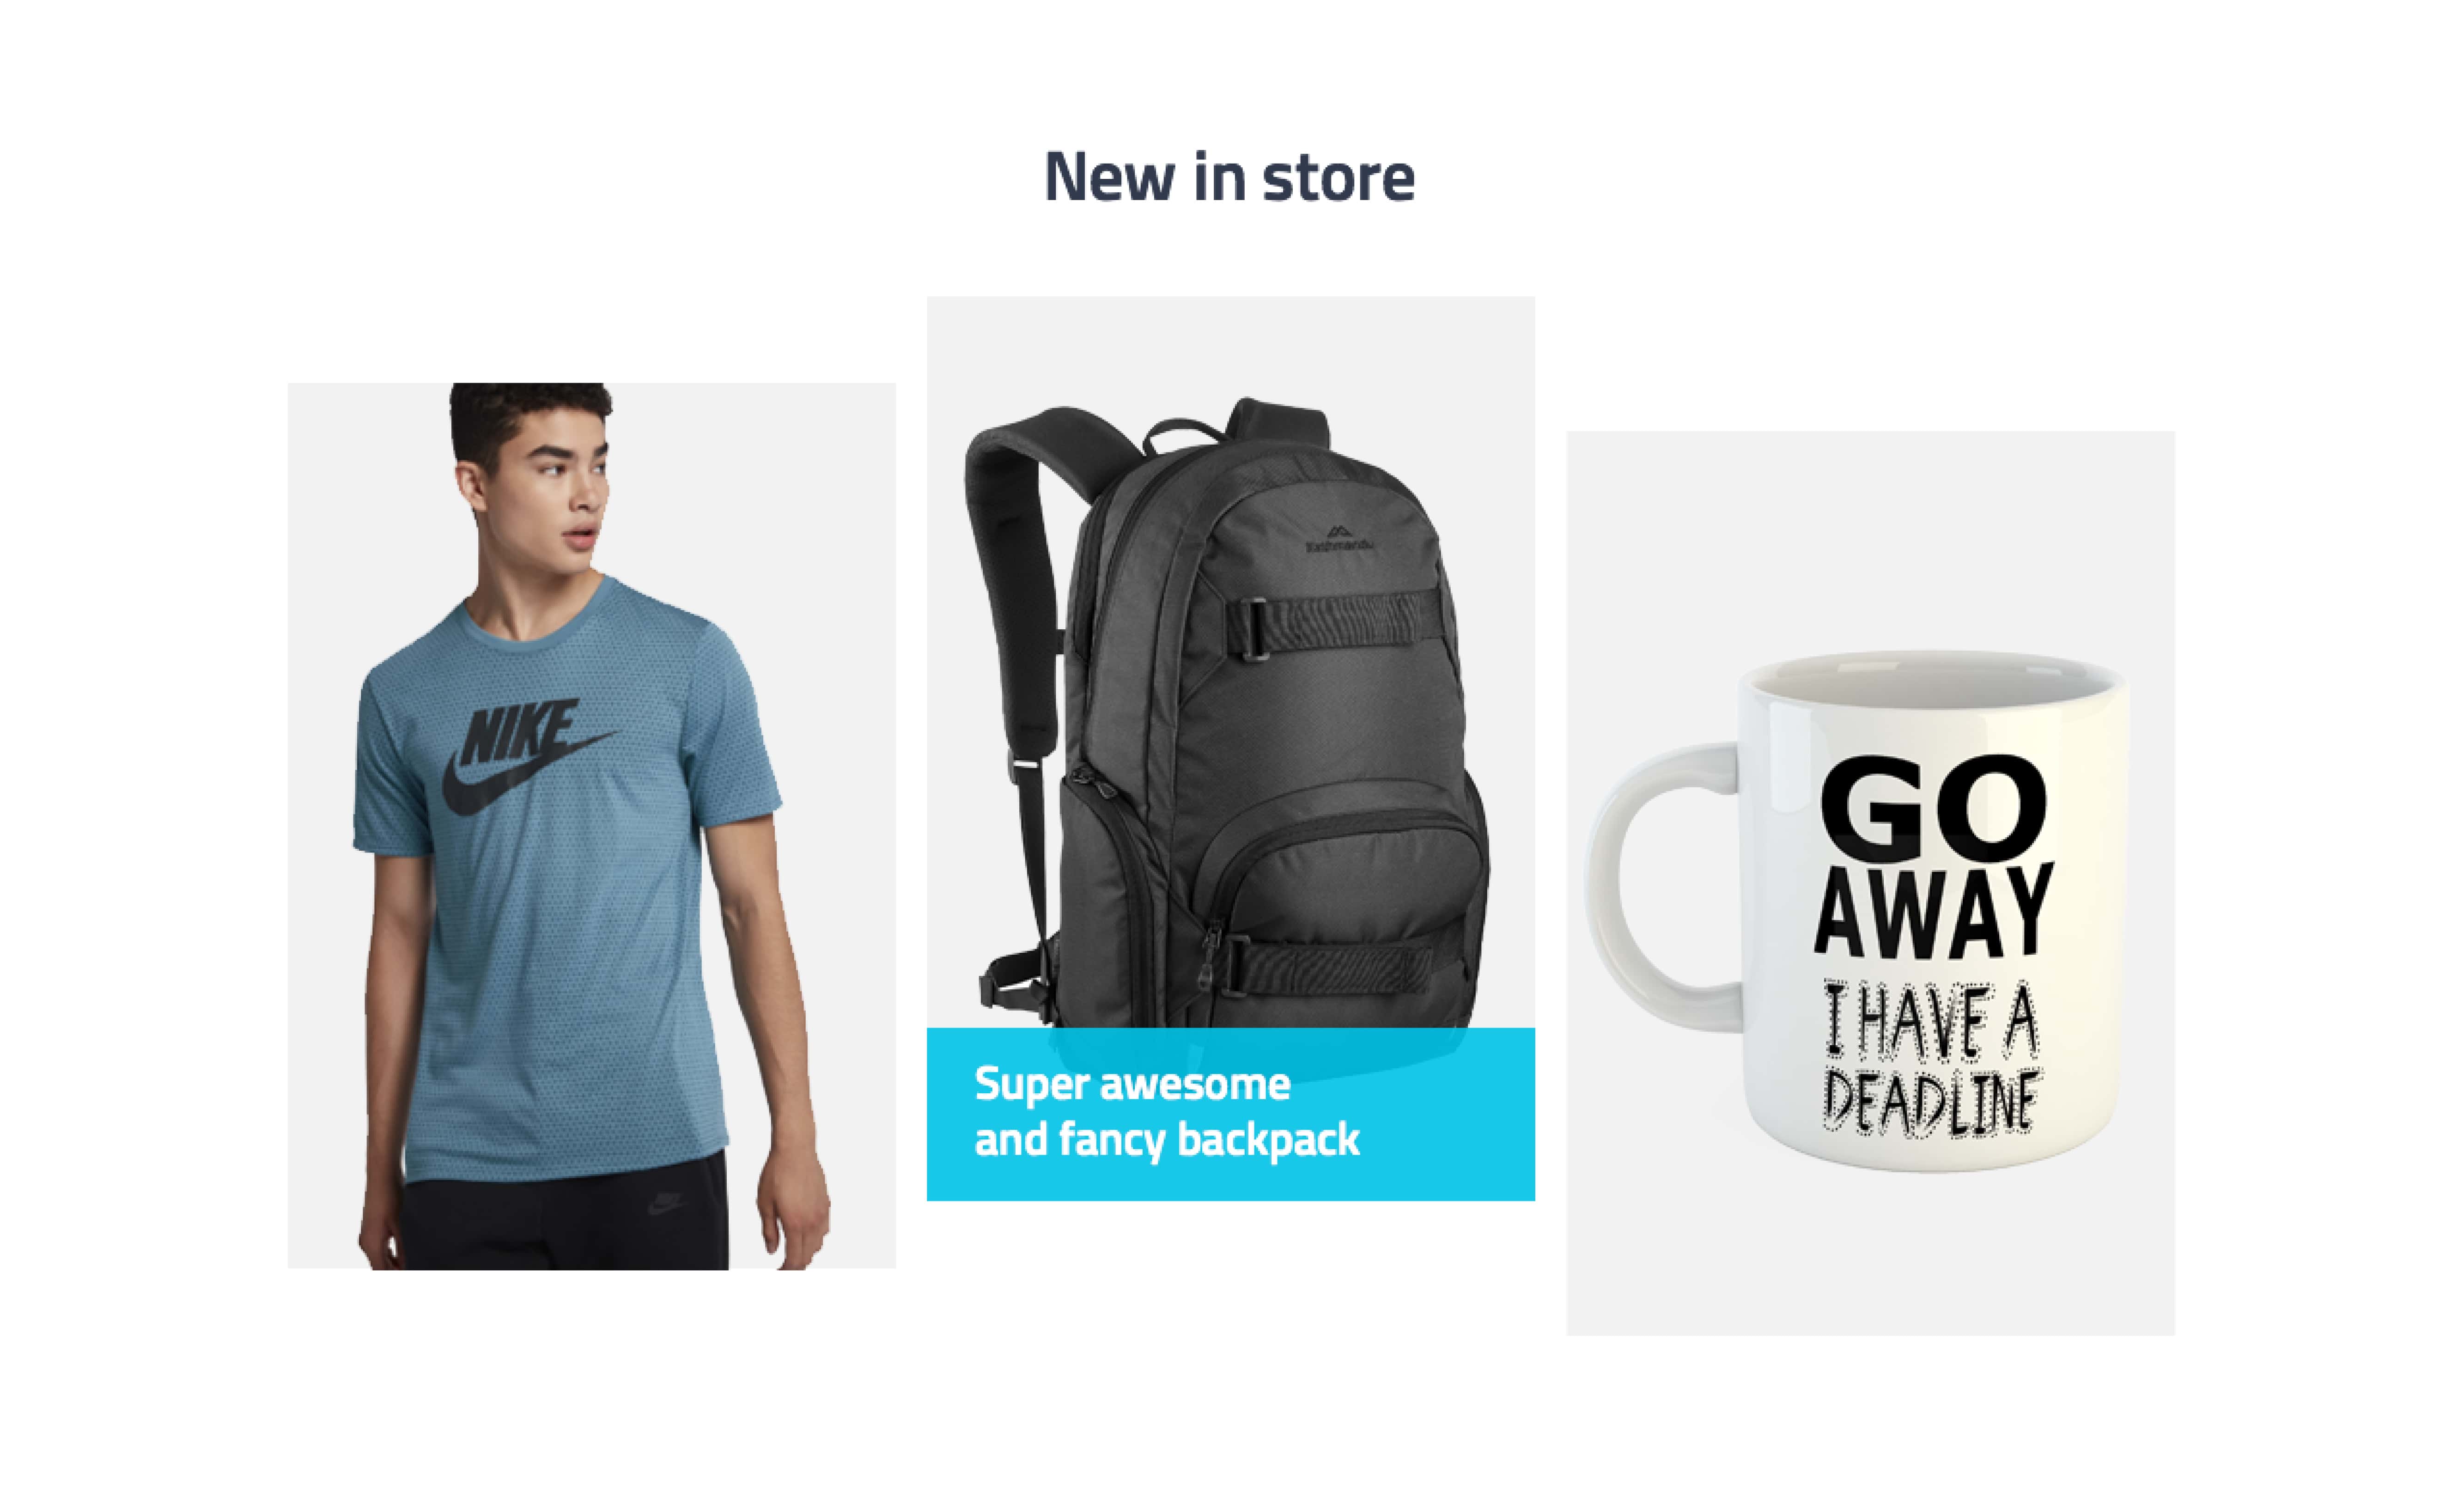 New in store
NIKE
Kathmandu
Super awesome
and fancy backpack
GO
AWAY
I HAVE A
DEADLINE